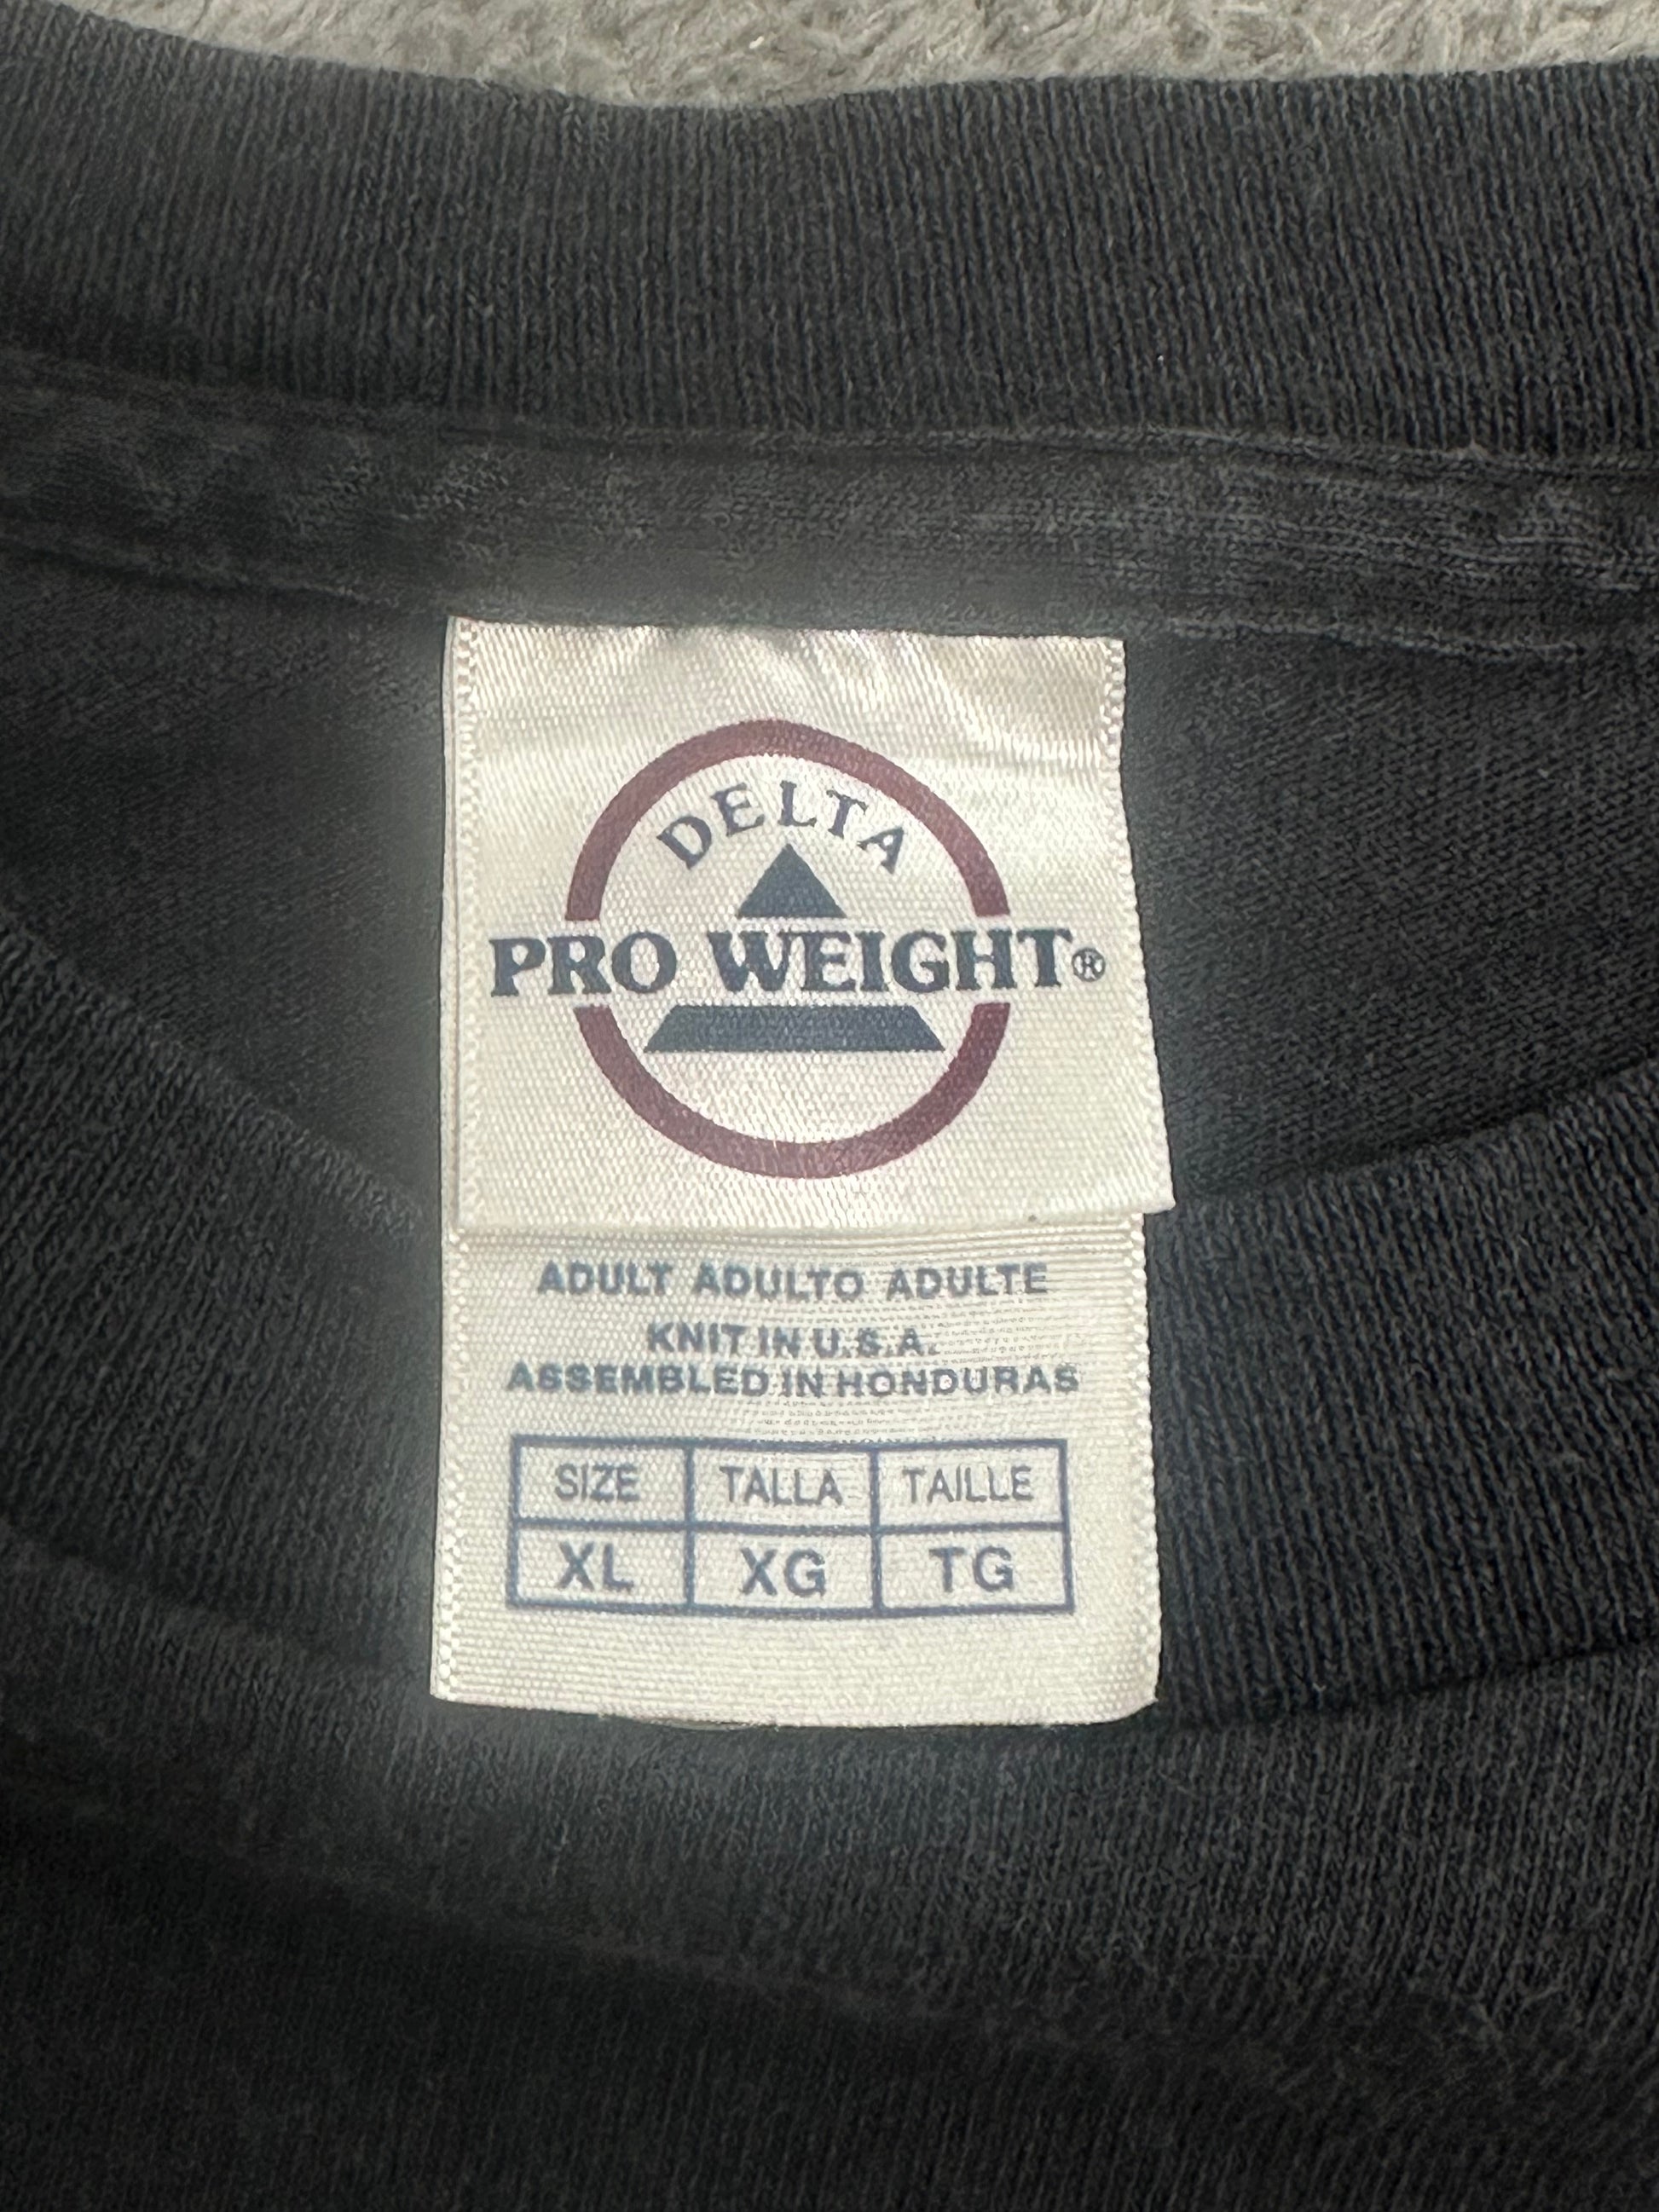 DELTA
PRO WEIGHT®
ADULT ADULTO ADULTE
KNIT IN U.S.A.
ASSEMBLED IN HONDURAS
SIZE TALLA TAILLE
XL XG TG